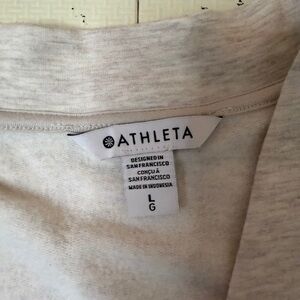 ATHLETA
DESIGNED IN
SAN FRANCISCO
CONÇU À
SAN FRANCISCO
MADE IN INDONESIA
L
G